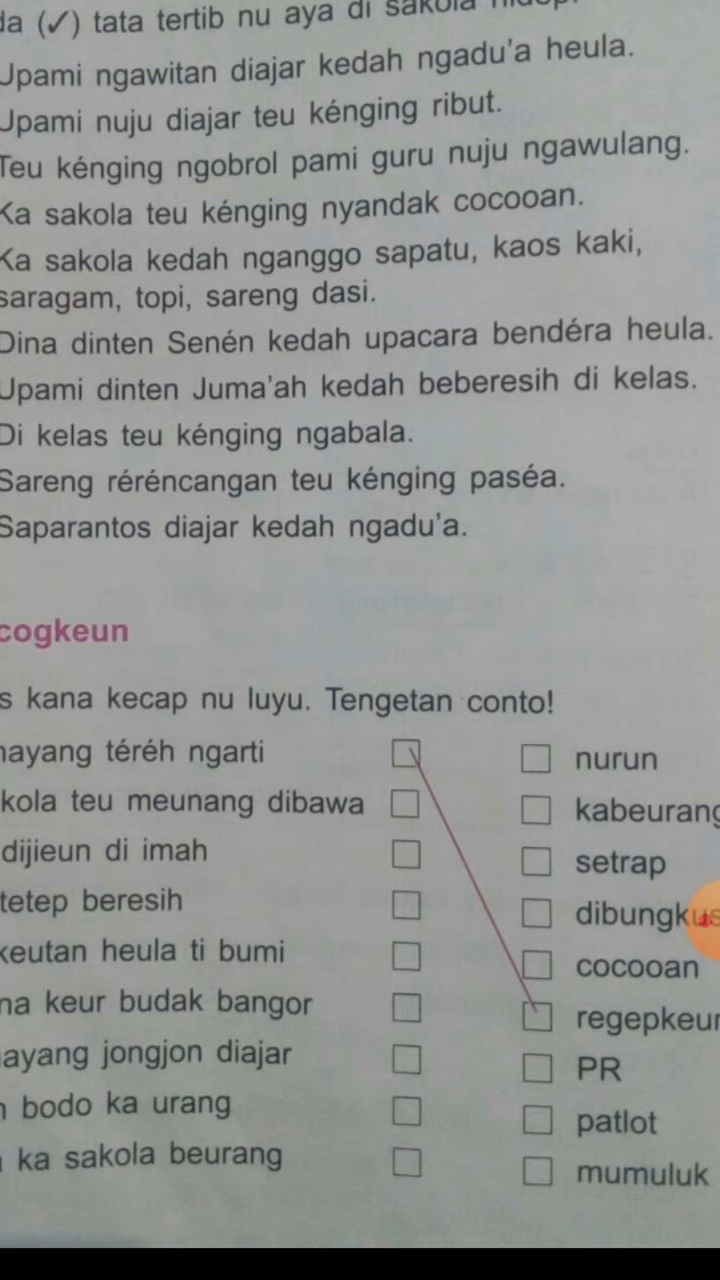 (✓) tata tertib nu aya di sakola
Upami ngawitan diajar kedah ngadu'a heula.
Upami nuju diajar teu kénging ribut.
Teu kénging ngobrol pami guru nuju ngawulang.
Ka sakola teu kénging nyandak cocooan.
Ka sakola kedah nganggo sapatu, kaos kaki,
saragam, topi, sareng dasi.
Dina dinten Senén kedah upacara bendéra heula.
Upami dinten Juma'ah kedah beberesih di kelas.
Di kelas teu kénging ngabala.
Sareng réréncangan teu kénging paséa.
Saparantos diajar kedah ngadu'a.
cogkeun
s kana kecap nu luyu. Tengetan conto!
hayang téréh ngarti nurun
kola teu meunang dibawa kabeurang
dijieun di imah setrap
tetep beresih dibungkus
keutan heula ti bumi cocooan
na keur budak bangor regepkeun
hayang jongjon diajar PR
bodo ka urang patlot
ka sakola beurang mumuluk